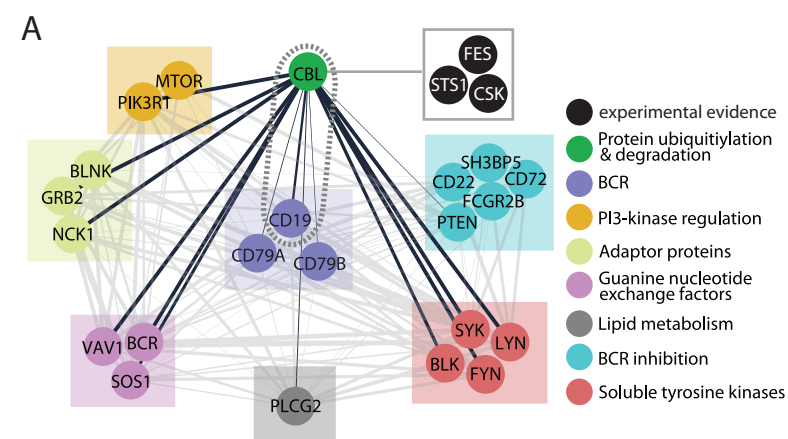 A
FES
STS1
CSK
CBL
MTOR
PIK3R1
experimental evidence
Protein ubiquitiylation
& degradation
BCR
PI3-kinase regulation
Adaptor proteins
Guanine nucleotide
exchange factors
Lipid metabolism
BCR inhibition
Soluble tyrosine kinases
BLNK
GRB2
NCK1
SH3BP5
CD22
CD72
FCGR2B
PTEN
CD19
CD79A
CD79B
VAV1
BCR
SOS1
SYK
LYN
BLK
FYN
PLCG2